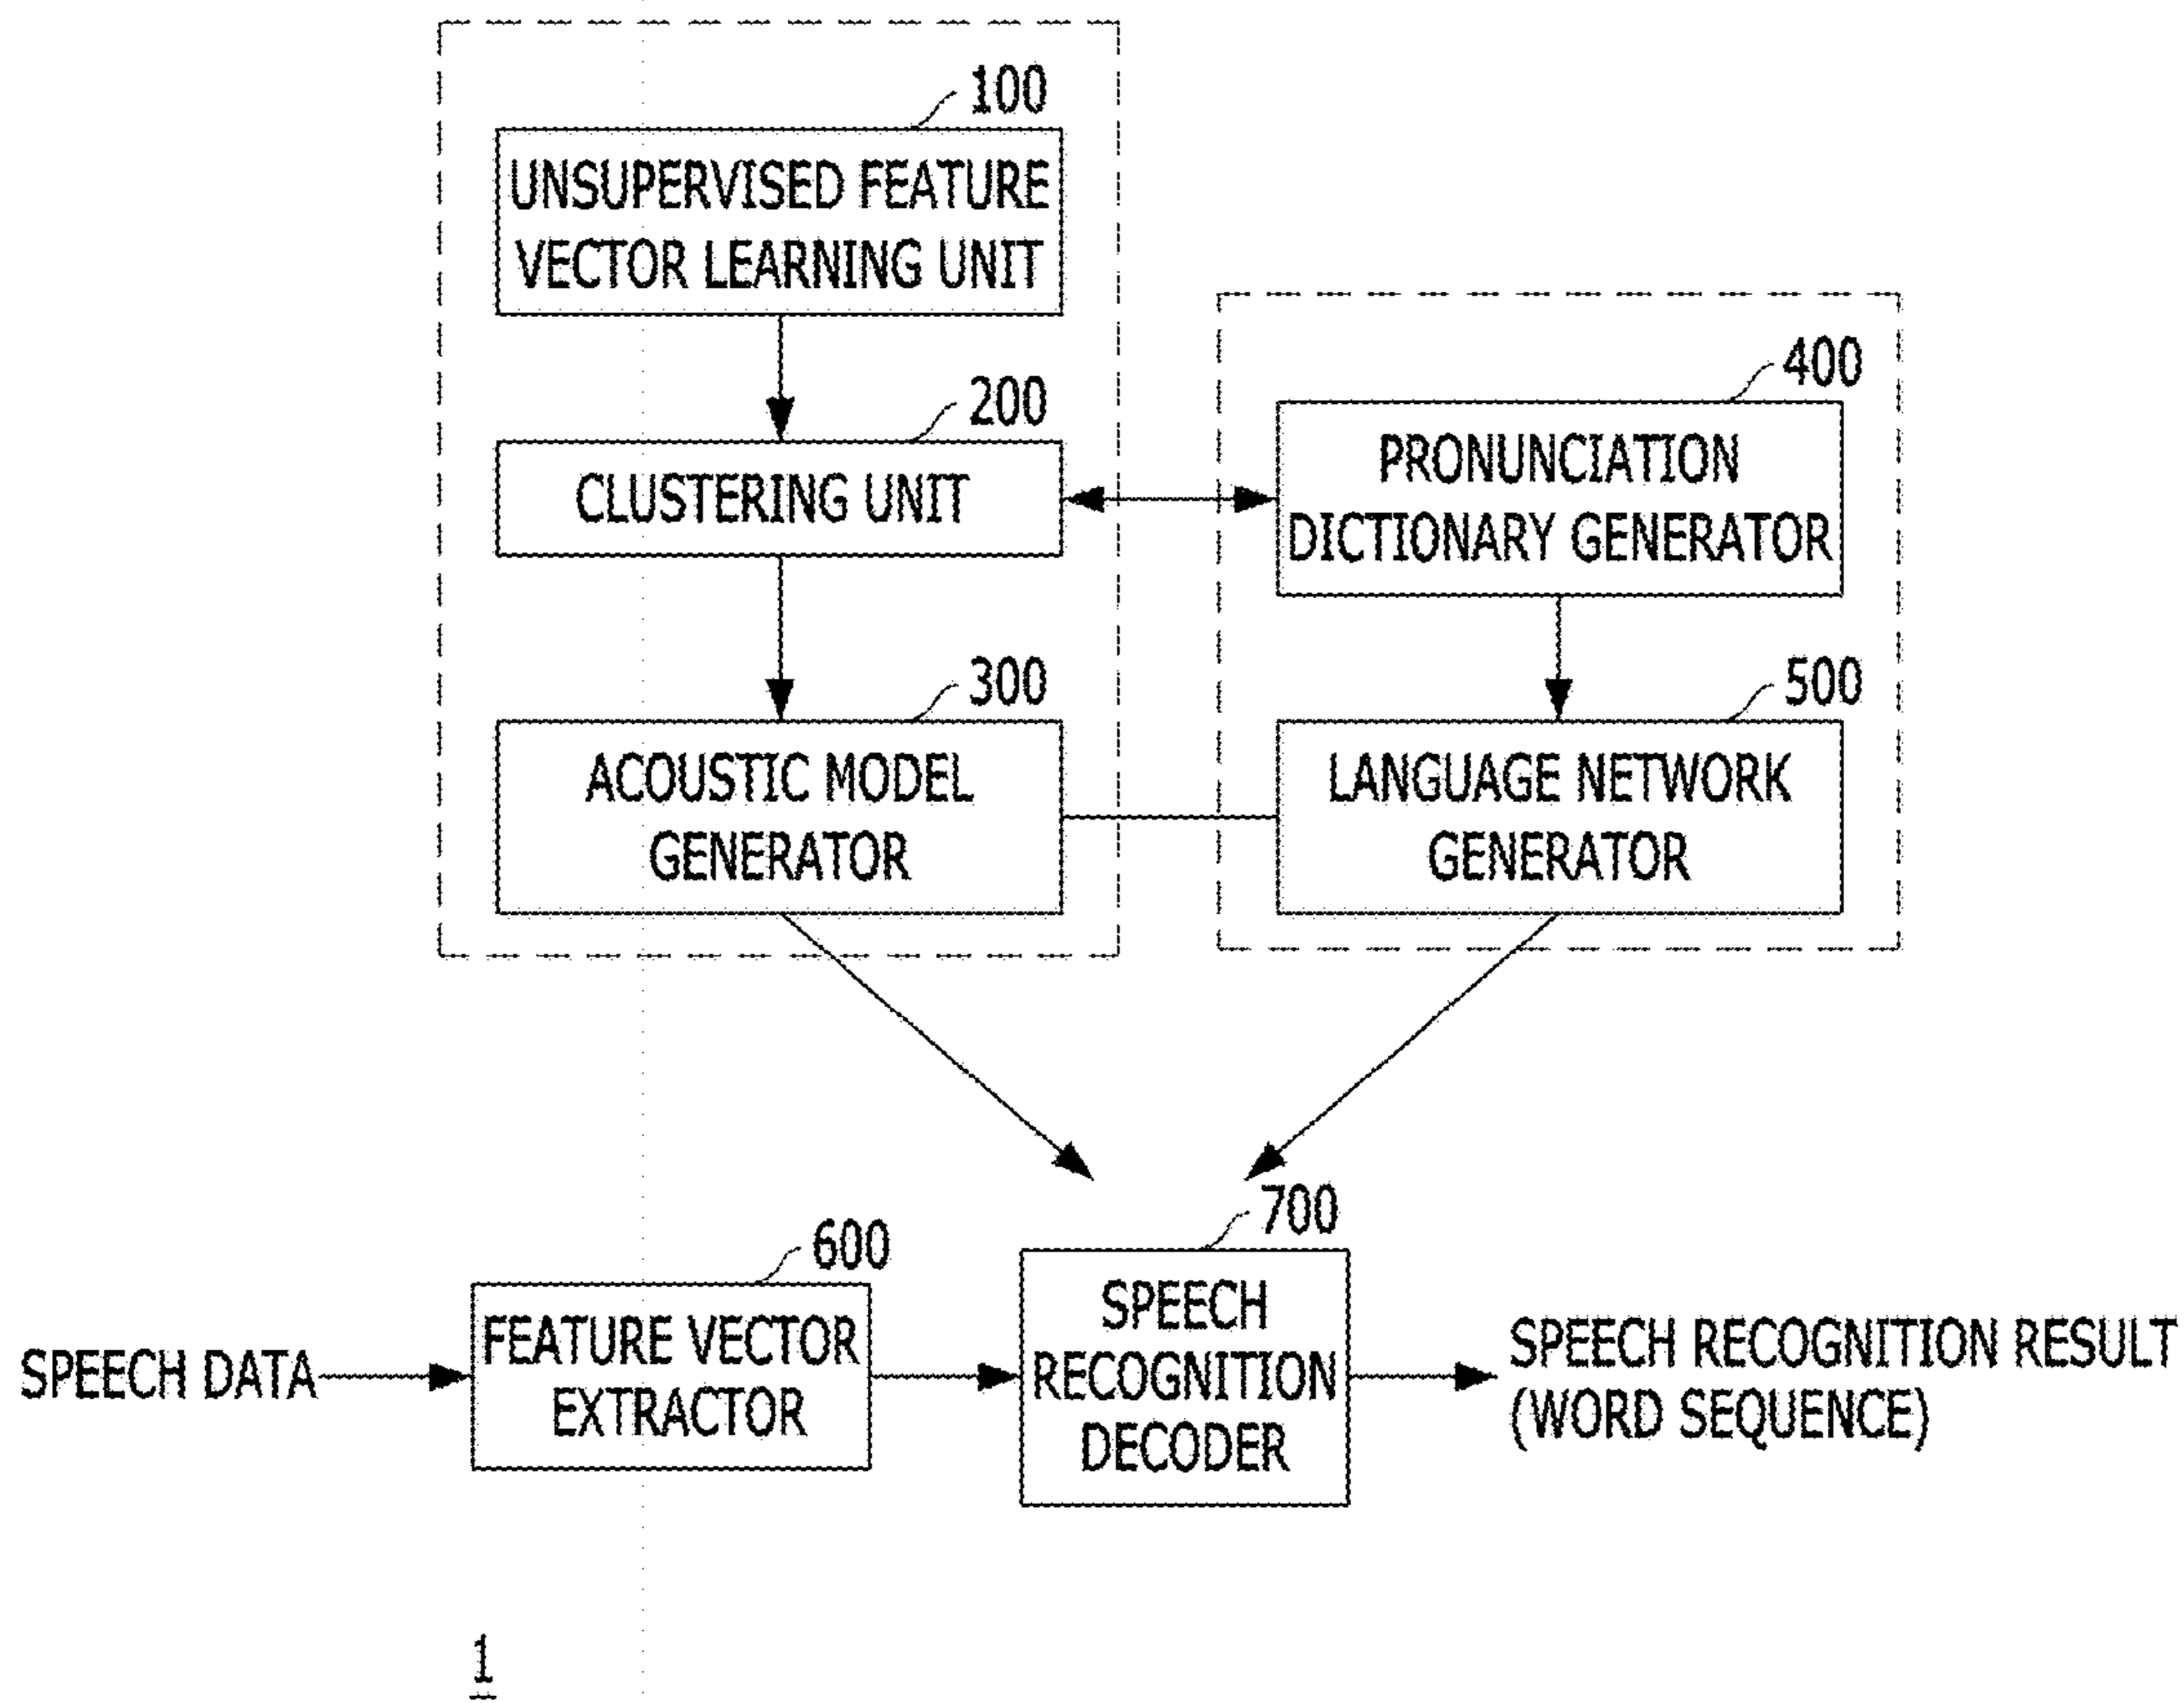 100
UNSUPERVISED FEATURE
VECTOR LEARNING UNIT
200
CLUSTERING UNIT
300
ACOUSTIC MODEL
GENERATOR
400
PRONUNCIATION
DICTIONARY GENERATOR
500
LANGUAGE NETWORK
GENERATOR
SPEECH DATA
600
FEATURE VECTOR
EXTRACTOR
700
SPEECH
RECOGNITION
DECODER
SPEECH RECOGNITION RESULT
(WORD SEQUENCE)
1